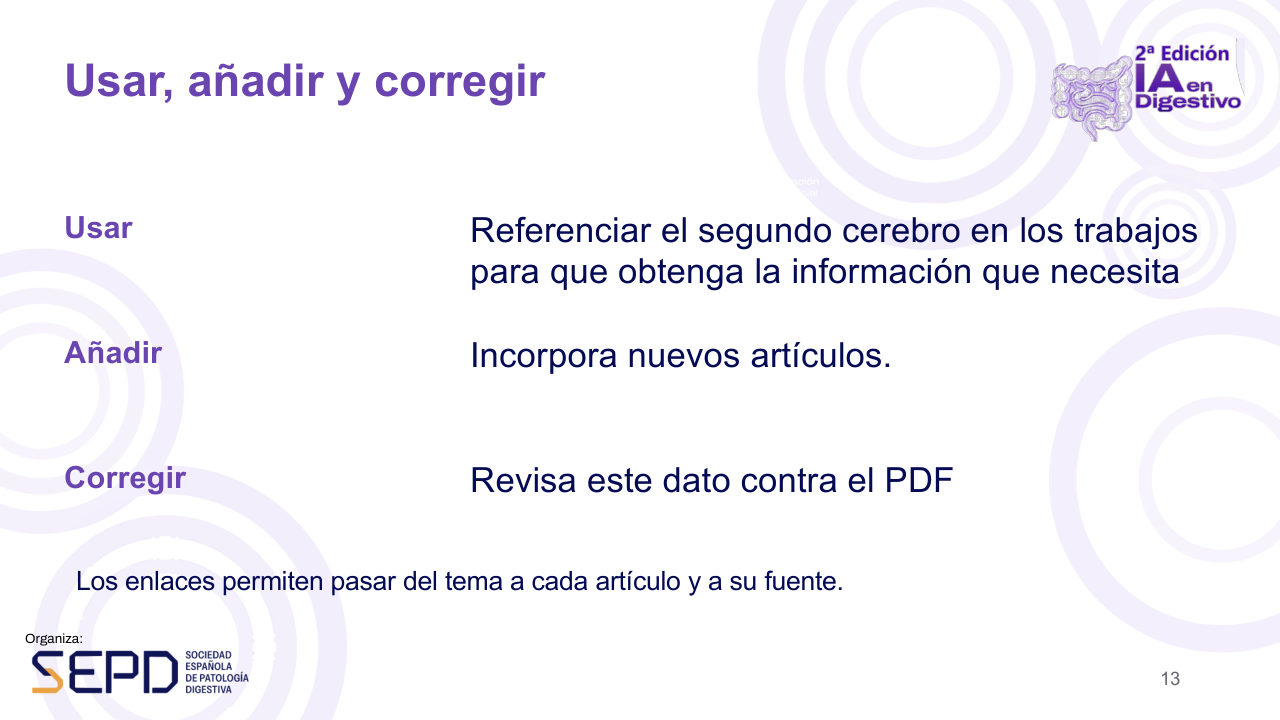 Usar, añadir y corregir
2ª Edición
IA en
Digestivo
Usar
Referenciar el segundo cerebro en los trabajos
para que obtenga la información que necesita
Añadir
Incorpora nuevos artículos.
Corregir
Revisa este dato contra el PDF
Los enlaces permiten pasar del tema a cada artículo y a su fuente.
Organiza:
SEPD
SOCIEDAD
ESPAÑOLA
DE PATOLOGÍA
DIGESTIVA
13